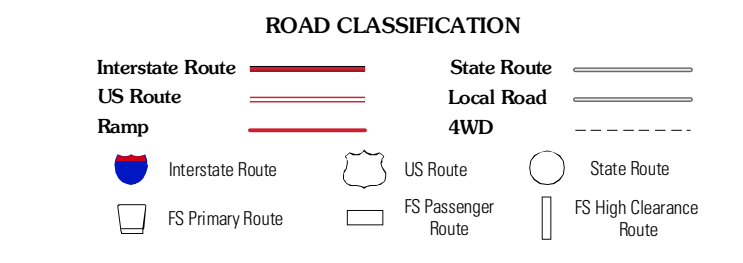 ROAD CLASSIFICATION
Interstate Route
State Route
US Route
Local Road
Ramp
4WD
Interstate Route
US Route
State Route
FS Primary Route
FS Passenger
Route
FS High Clearance
Route